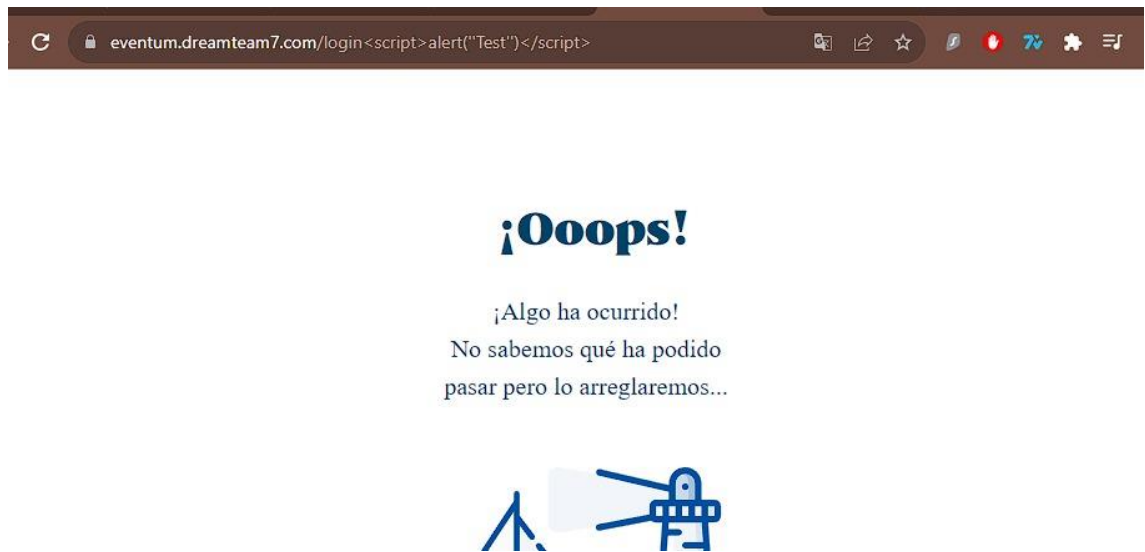 eventum.dreamteam7.com/login<script>alert("Test")</script>
¡Ooops!
¡Algo ha ocurrido!
No sabemos qué ha podido
pasar pero lo arreglaremos...